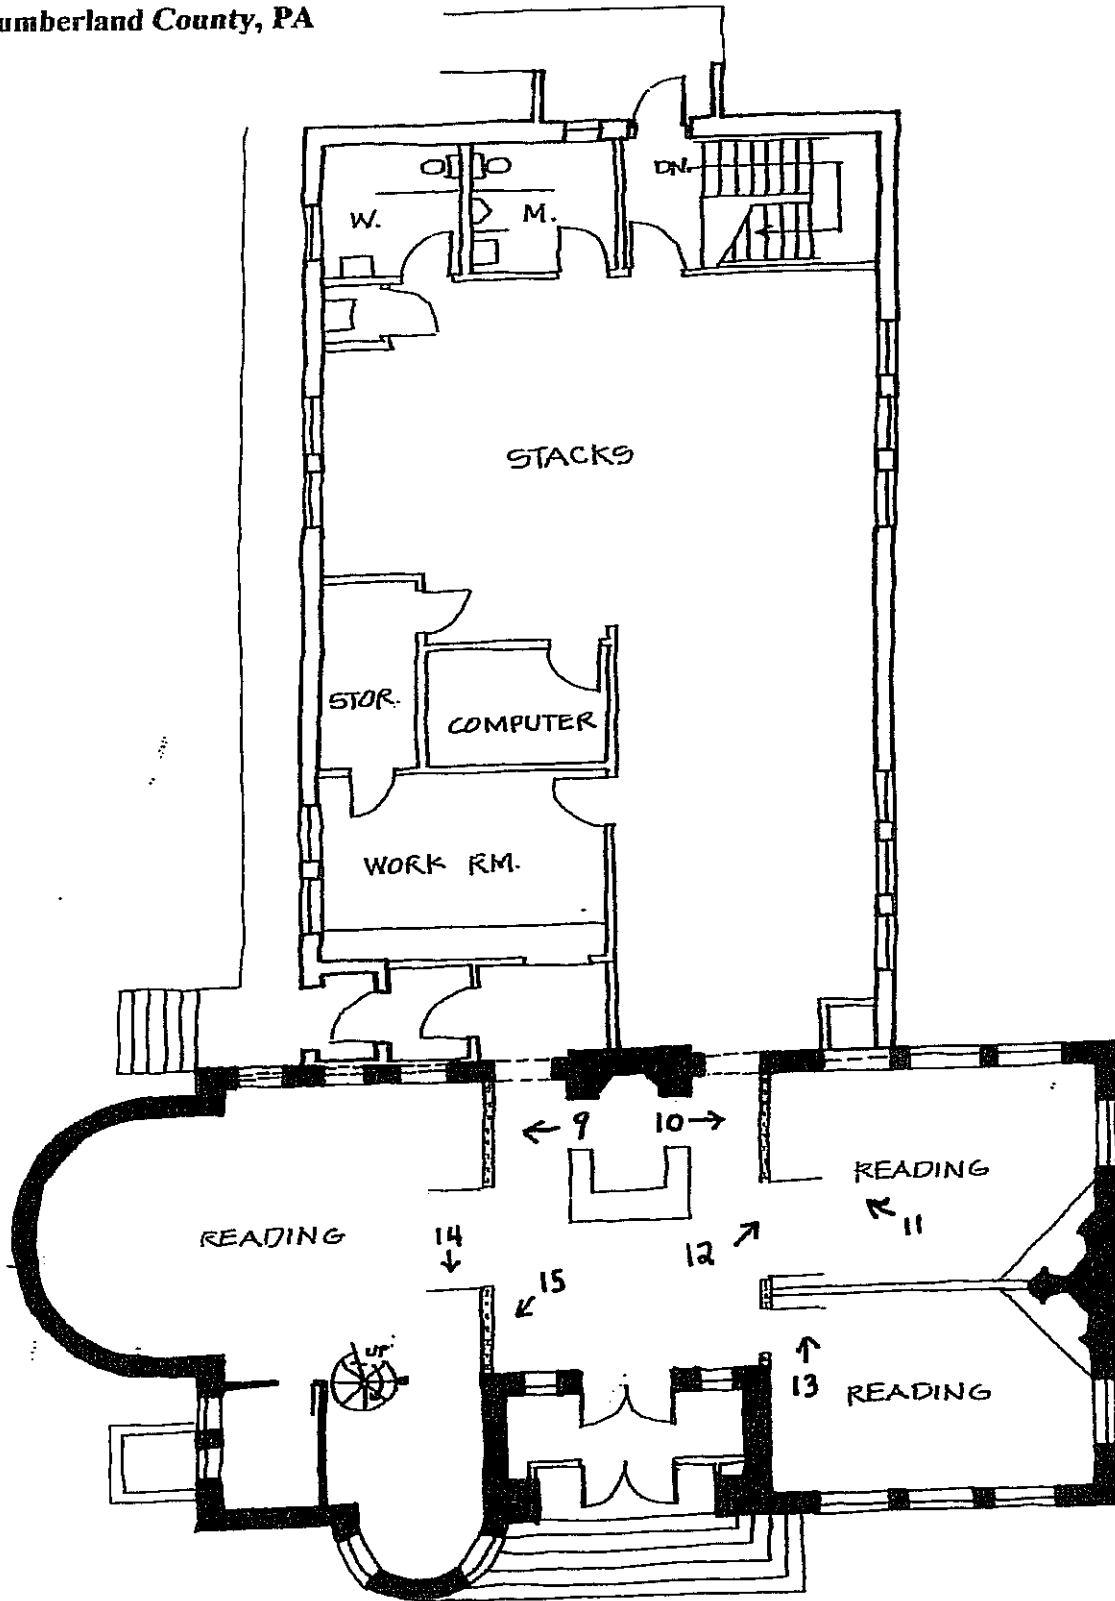 umberland County, PA
DN.
W.
M.
STACKS
STOR.
COMPUTER
WORK RM.
← 9
10 →
READING
↖ 11
READING
14 ↓
12 ↗
15 ↙
UP.
↑ 13
READING